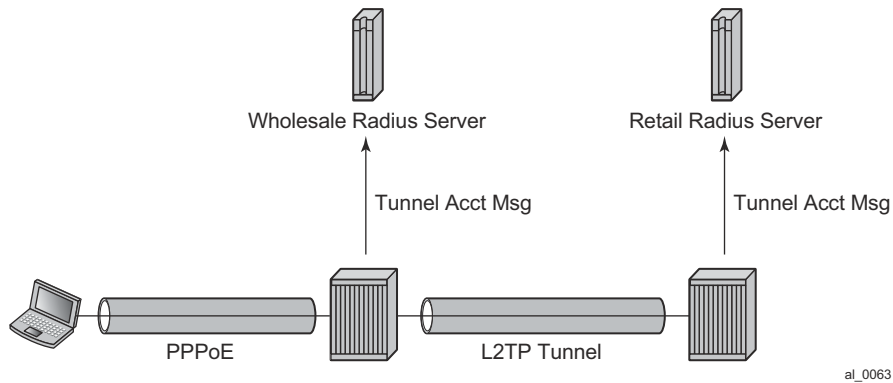 Wholesale Radius Server
Retail Radius Server
Tunnel Acct Msg
Tunnel Acct Msg
PPPoE
L2TP Tunnel
al_0063